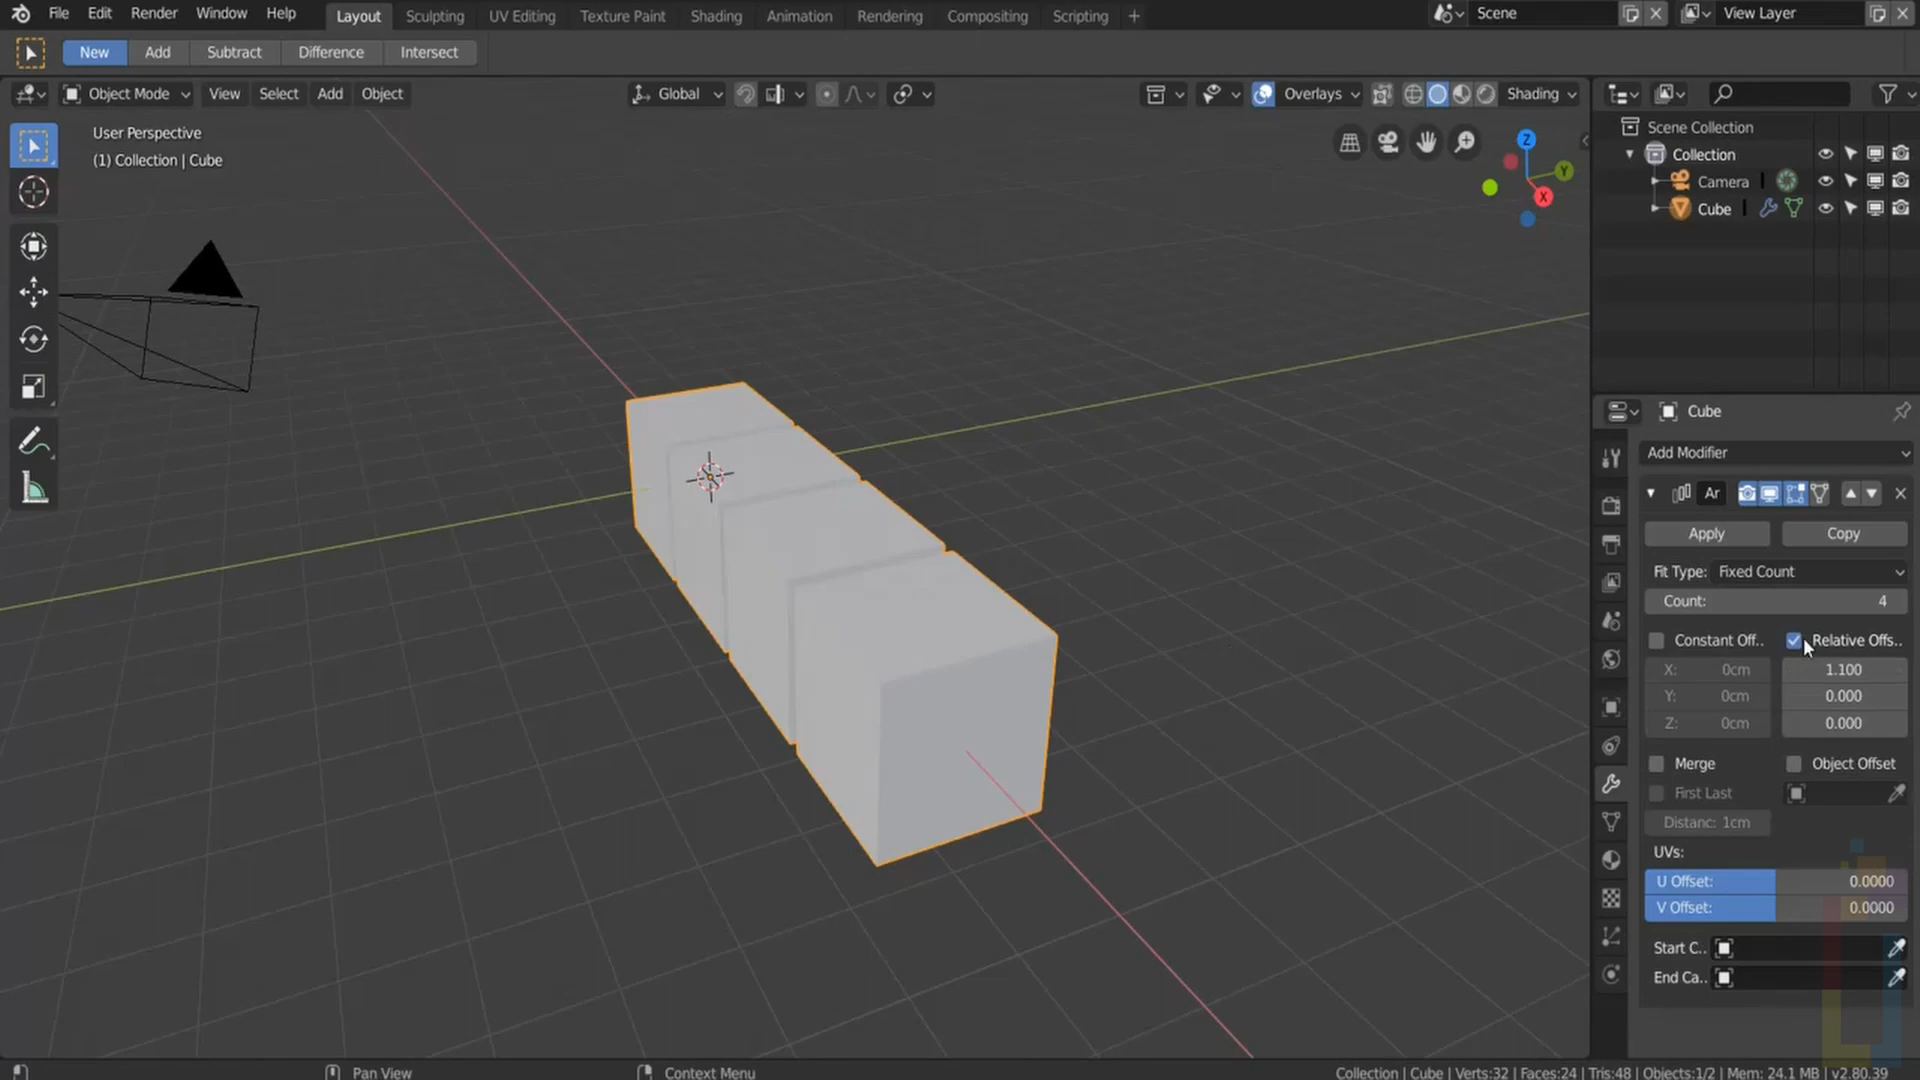 File Edit Render Window Help Layout Sculpting UV Editing Texture Paint Shading Animation Rendering Compositing Scripting + Scene View Layer
New Add Subtract Difference Intersect
Object Mode View Select Add Object Global Overlays Shading
User Perspective
(1) Collection | Cube
Z
Y
X
Scene Collection
Collection
Camera
Cube
Cube
Add Modifier
Ar
Apply Copy
Fit Type: Fixed Count
Count: 4
Constant Off.. Relative Offs..
X: 0cm 1.100
Y: 0cm 0.000
Z: 0cm 0.000
Merge Object Offset
First Last
Distanc: 1cm
UVs:
U Offset: 0.0000
V Offset: 0.0000
Start C..
End Ca..
Pan View Context Menu Collection | Cube | Verts:32 | Faces:24 | Tris:48 | Objects:1/2 | Mem: 24.1 MB | v2.80.39